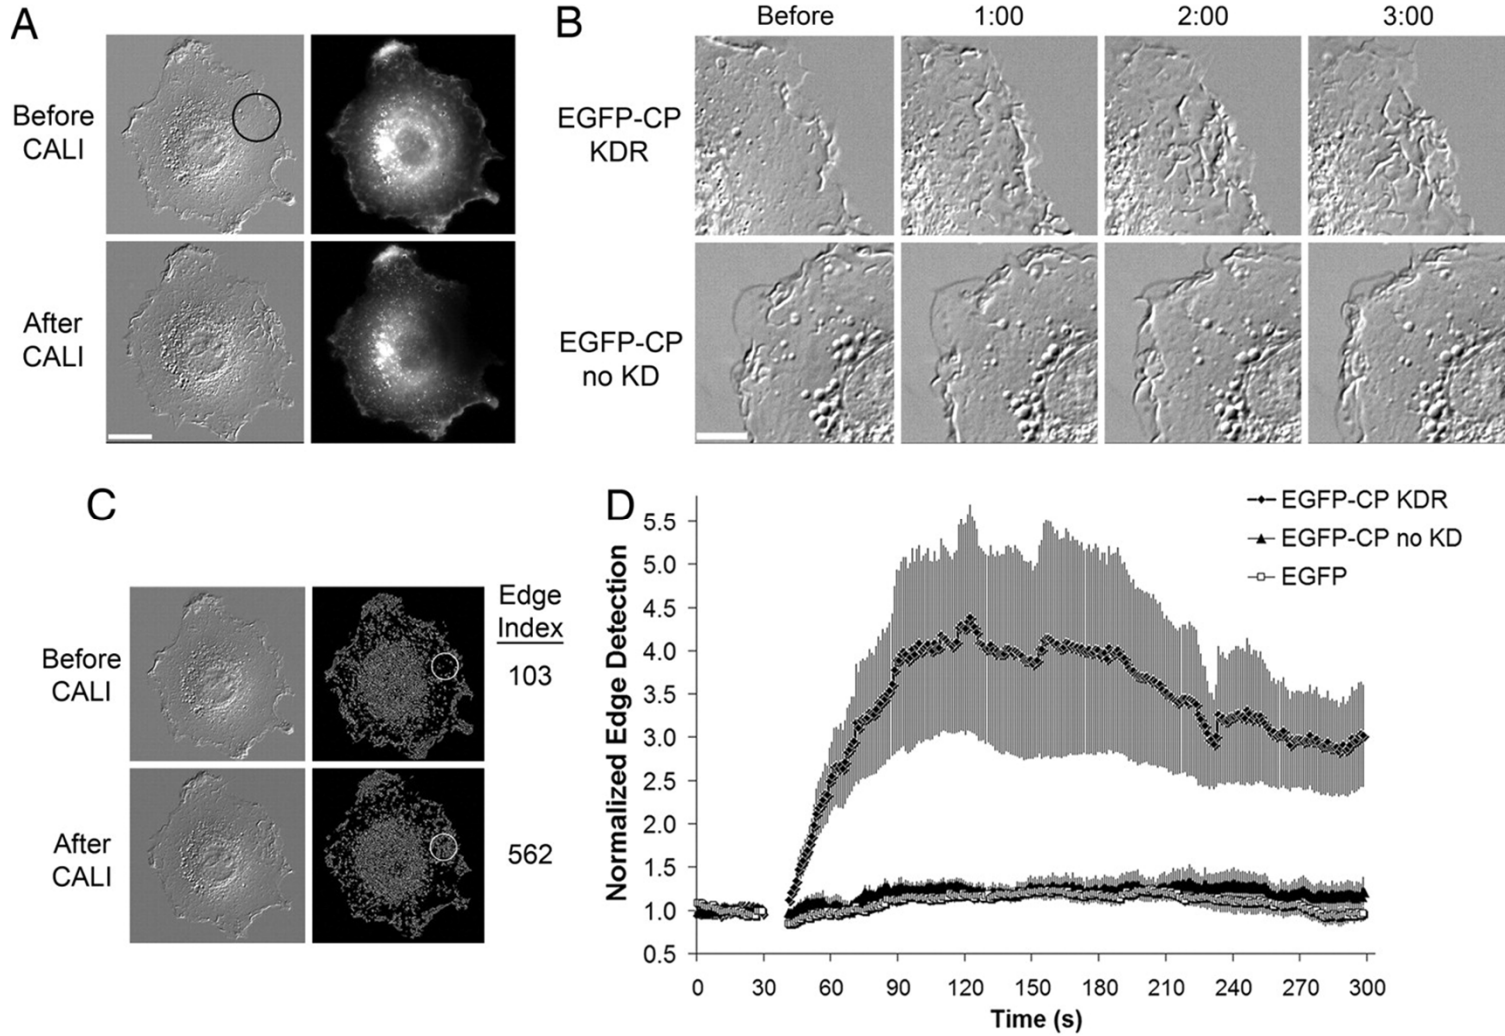 A
Before
CALI
After
CALI
B
Before 1:00 2:00 3:00
EGFP-CP
KDR
EGFP-CP
no KD
C
Edge
Index
Before
CALI
103
After
CALI
562
D
EGFP-CP KDR
EGFP-CP no KD
EGFP
Normalized Edge Detection
5.5
5.0
4.5
4.0
3.5
3.0
2.5
2.0
1.5
1.0
0.5
0 30 60 90 120 150 180 210 240 270 300
Time (s)